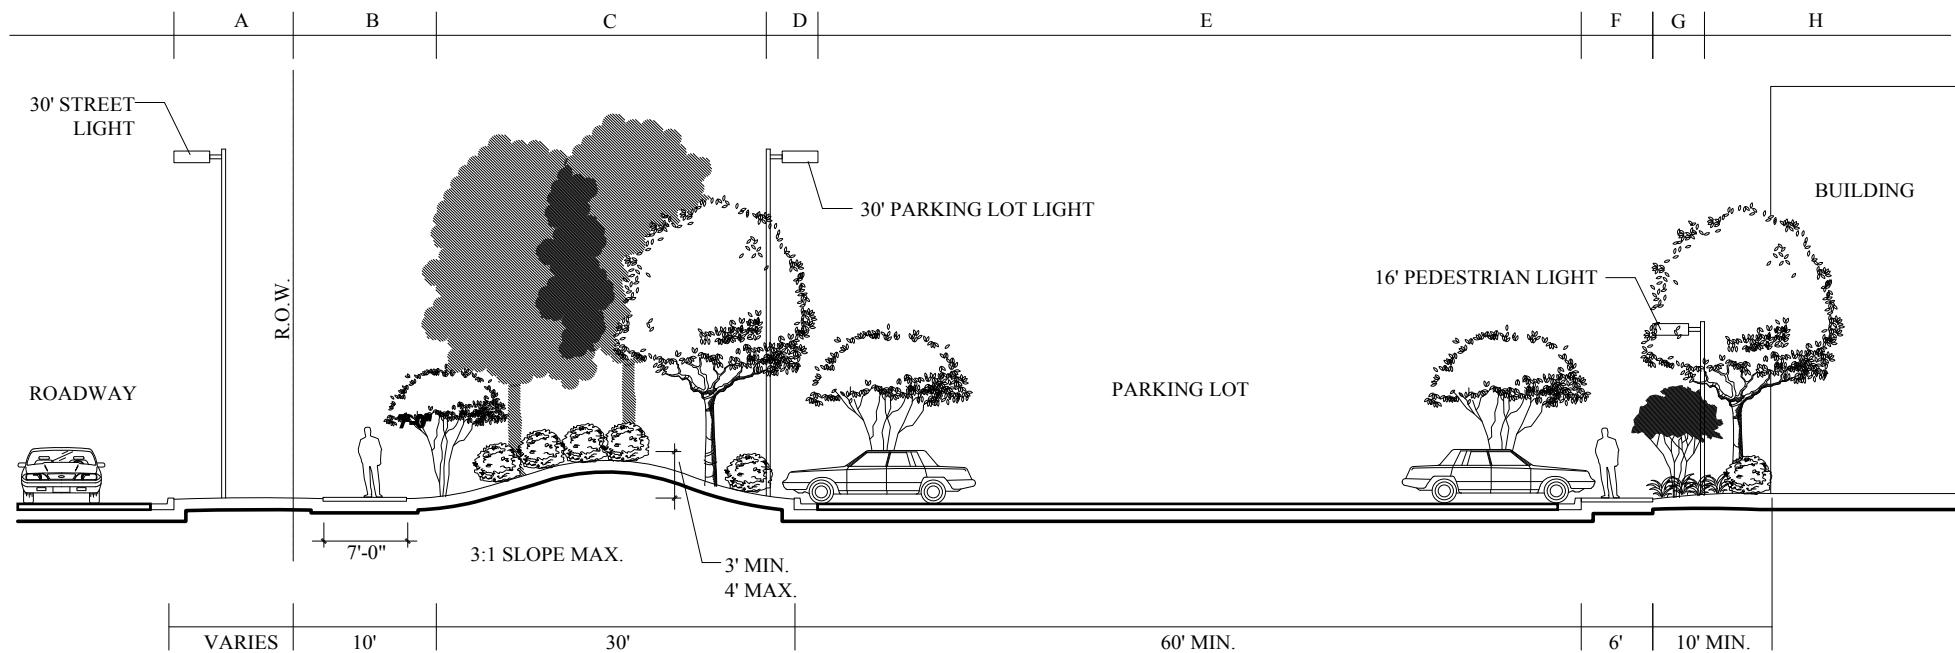 A B C D E F G H
30' STREET
LIGHT
R.O.W.
30' PARKING LOT LIGHT
BUILDING
16' PEDESTRIAN LIGHT
ROADWAY
PARKING LOT
7'-0"
3:1 SLOPE MAX.
3' MIN.
4' MAX.
VARIES 10' 30' 60' MIN. 6' 10' MIN.